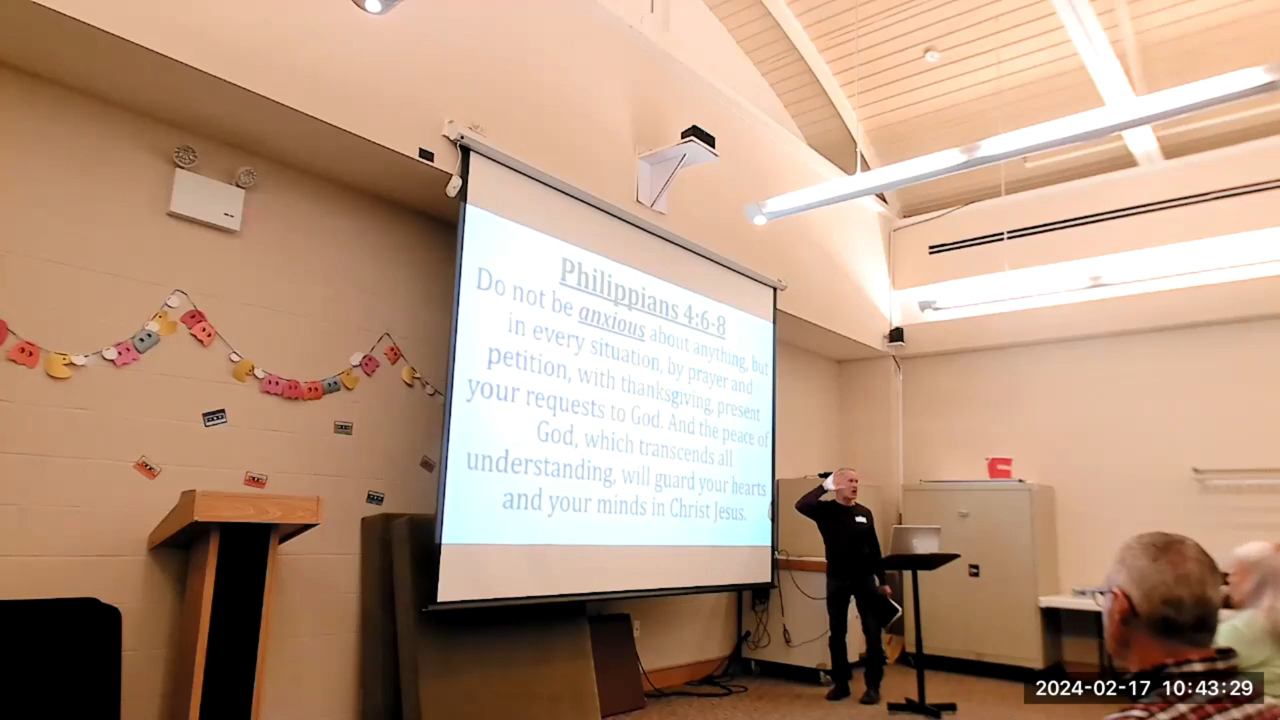 Philippians 4:6-8
Do not be anxious about anything, but
in every situation, by prayer and
petition, with thanksgiving, present
your requests to God. And the peace of
God, which transcends all
understanding, will guard your hearts
and your minds in Christ Jesus.
2024-02-17 10:43:29